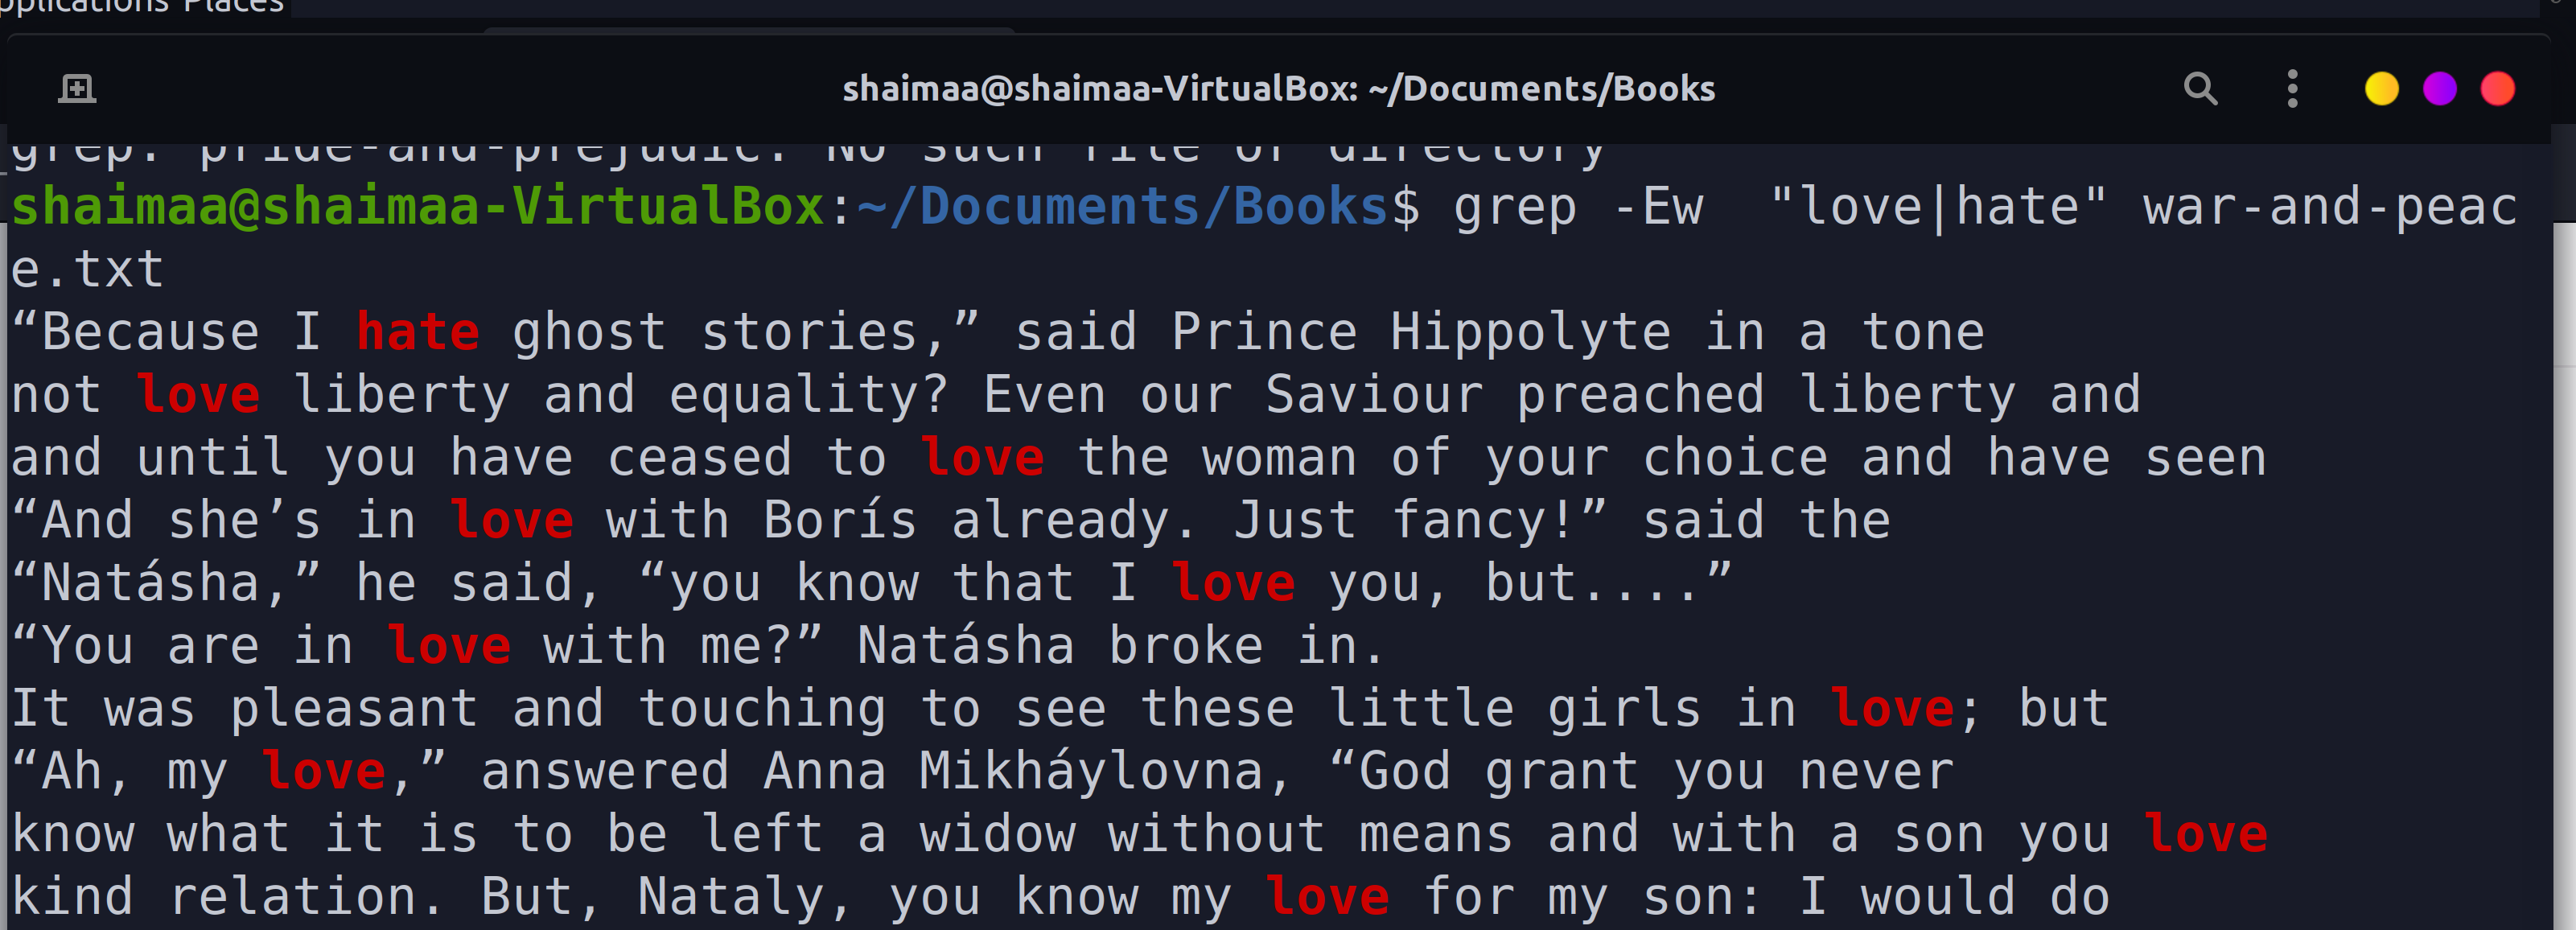 Applications Places
shaimaa@shaimaa-VirtualBox: ~/Documents/Books
grep: pride-and-prejudic: No such file or directory
shaimaa@shaimaa-VirtualBox:~/Documents/Books$ grep -Ew  "love|hate" war-and-peac
e.txt
“Because I hate ghost stories,” said Prince Hippolyte in a tone
not love liberty and equality? Even our Saviour preached liberty and
and until you have ceased to love the woman of your choice and have seen
“And she’s in love with Borís already. Just fancy!” said the
“Natásha,” he said, “you know that I love you, but....”
“You are in love with me?” Natásha broke in.
It was pleasant and touching to see these little girls in love; but
“Ah, my love,” answered Anna Mikháylovna, “God grant you never
know what it is to be left a widow without means and with a son you love
kind relation. But, Nataly, you know my love for my son: I would do